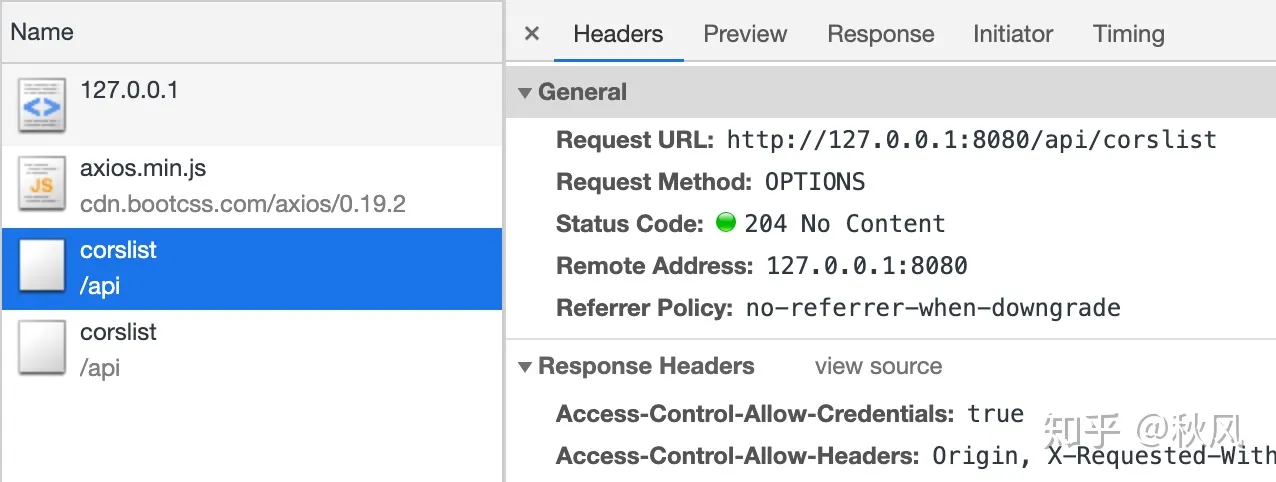 Name
127.0.0.1
axios.min.js
cdn.bootcss.com/axios/0.19.2
corslist
/api
corslist
/api
× Headers Preview Response Initiator Timing
▼ General
Request URL: http://127.0.0.1:8080/api/corslist
Request Method: OPTIONS
Status Code: 204 No Content
Remote Address: 127.0.0.1:8080
Referrer Policy: no-referrer-when-downgrade
▼ Response Headers view source
Access-Control-Allow-Credentials: true
Access-Control-Allow-Headers: Origin, X-Requested-With
知乎 @秋风